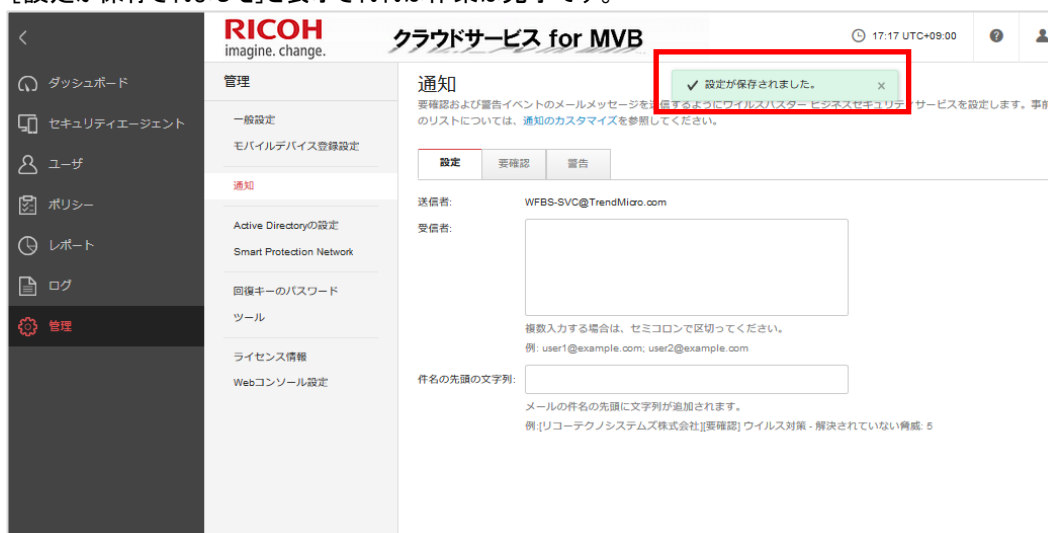 RICOH
imagine. change.
クラウドサービス for MVB
17:17 UTC+09:00
ダッシュボード
セキュリティエージェント
ユーザ
ポリシー
レポート
ログ
管理
管理
一般設定
モバイルデバイス登録設定
通知
Active Directoryの設定
Smart Protection Network
回復キーのパスワード
ツール
ライセンス情報
Webコンソール設定
通知
設定が保存されました。
要確認および警告イベントのメールメッセージを送信するようにウイルスバスター ビジネスセキュリティサービスを設定します。事前
のリストについては、通知のカスタマイズを参照してください。
設定 要確認 警告
送信者: WFBS-SVC@TrendMicro.com
受信者:
複数入力する場合は、セミコロンで区切ってください。
例: user1@example.com; user2@example.com
件名の先頭の文字列:
メールの件名の先頭に文字列が追加されます。
例:[リコーテクノシステムズ株式会社][要確認] ウイルス対策 - 解決されていない脅威: 5